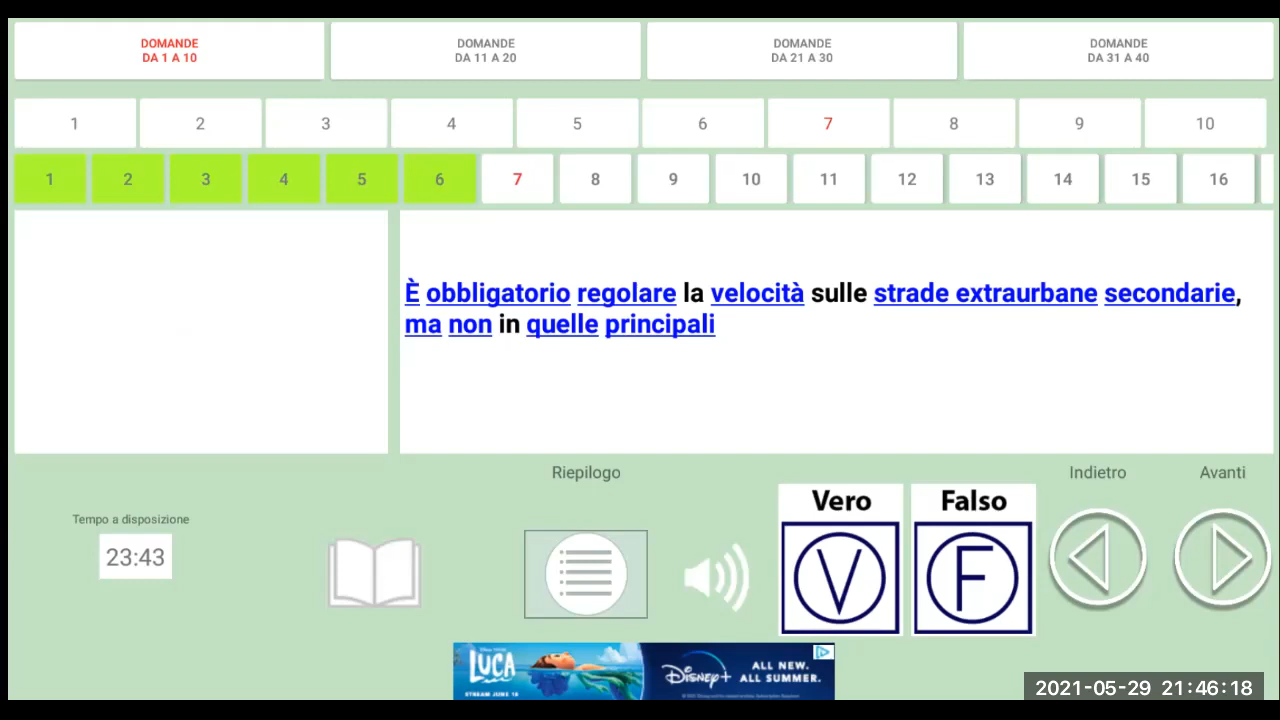 DOMANDE
DA 1 A 10
DOMANDE
DA 11 A 20
DOMANDE
DA 21 A 30
DOMANDE
DA 31 A 40
1 2 3 4 5 6 7 8 9 10
1 2 3 4 5 6 7 8 9 10 11 12 13 14 15 16
È obbligatorio regolare la velocità sulle strade extraurbane secondarie,
ma non in quelle principali
Riepilogo
Indietro
Avanti
Tempo a disposizione
23:43
Vero
V
Falso
F
LUCA
STREAM JUNE 18
Disney+
ALL NEW.
ALL SUMMER.
2021-05-29 21:46:18